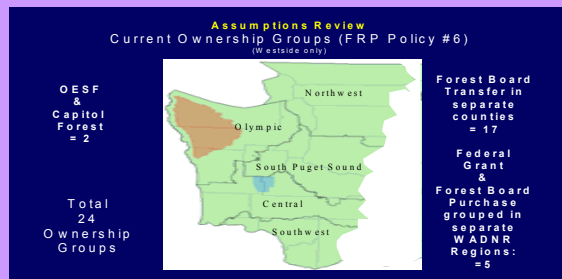 Assumptions Review
Current Ownership Groups (FRP Policy #6)
(Westside only)
OESF
&
Capitol
Forest
= 2
Total
24
Ownership
Groups
Northwest
Olympic
South Puget Sound
Central
Southwest
Forest Board
Transfer in
separate
counties
= 17
Federal
Grant
&
Forest Board
Purchase
grouped in
separate
WADNR
Regions:
=5